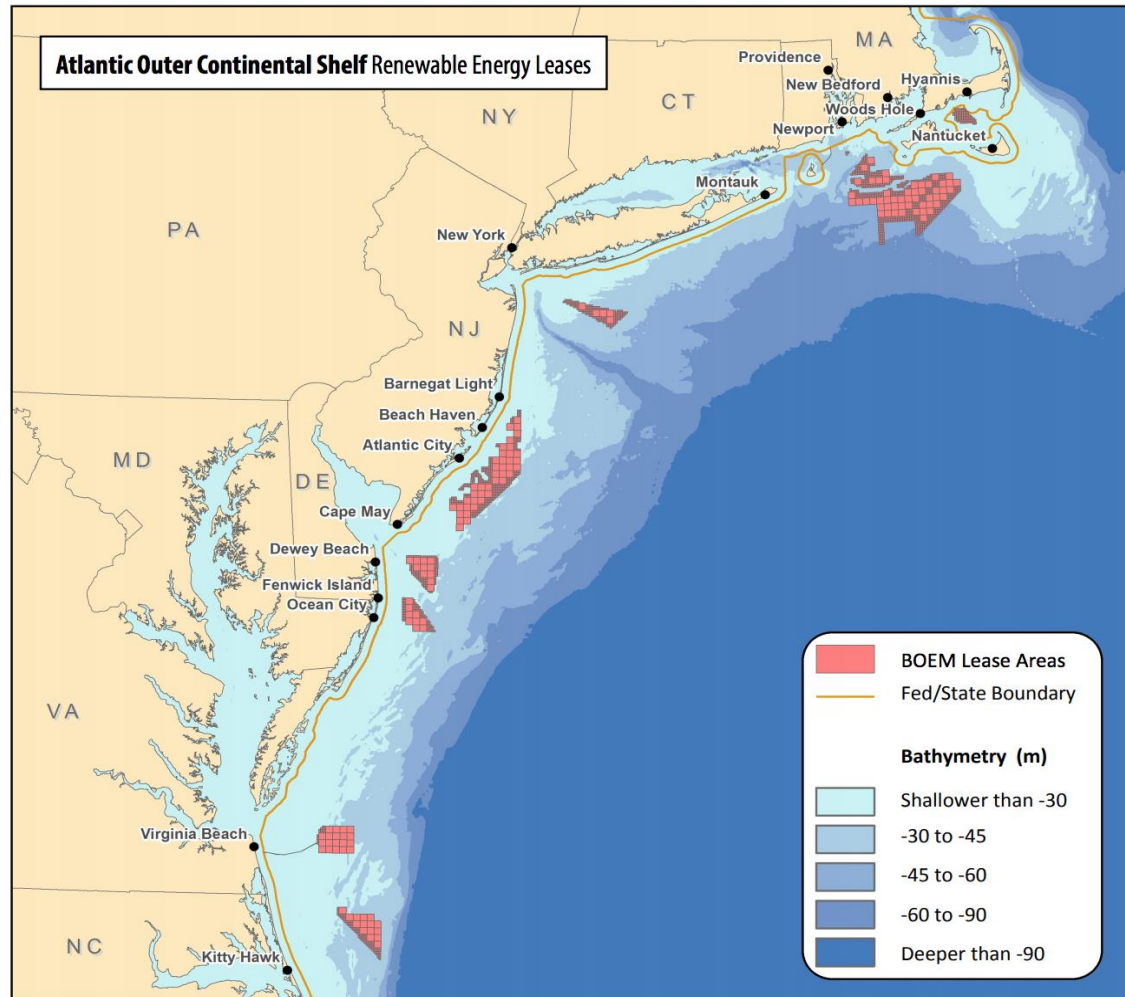 Atlantic Outer Continental Shelf Renewable Energy Leases
MA
Providence
New Bedford
Hyannis
Woods Hole
CT
NY
Newport
Nantucket
Montauk
PA
New York
NJ
Barnegat Light
Beach Haven
Atlantic City
MD
DE
Cape May
Dewey Beach
Fenwick Island
Ocean City
VA
Virginia Beach
NC
Kitty Hawk
BOEM Lease Areas
Fed/State Boundary
Bathymetry (m)
Shallower than -30
-30 to -45
-45 to -60
-60 to -90
Deeper than -90